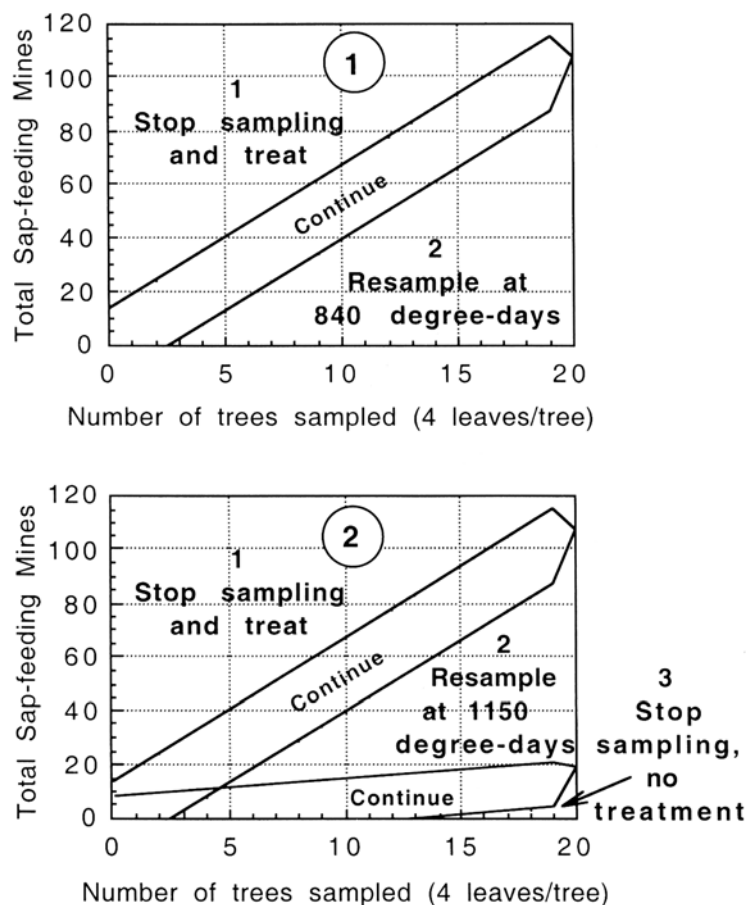 120
100
80
60
40
20
0
Total Sap-feeding Mines
1
1
Stop sampling
and treat
Continue
2
Resample at
840 degree-days
0 5 10 15 20
Number of trees sampled (4 leaves/tree)
120
100
80
60
40
20
0
Total Sap-feeding Mines
2
1
Stop sampling
and treat
Continue
2
Resample
at 1150
degree-days
Continue
3
Stop
sampling,
no
treatment
0 5 10 15 20
Number of trees sampled (4 leaves/tree)